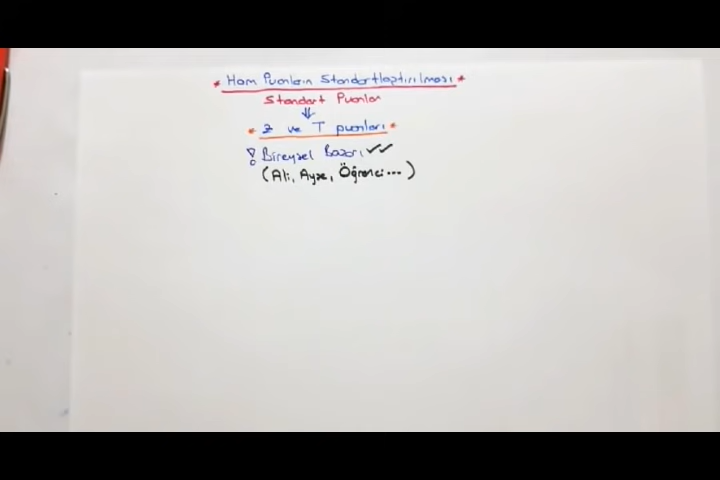 * Ham Puanların Standartlaştırılması *
Standart Puanlar
⇓
* Z ve T puanları *
! Bireysel Başarı ✓✓
(Ali, Ayşe, Öğrenci...)